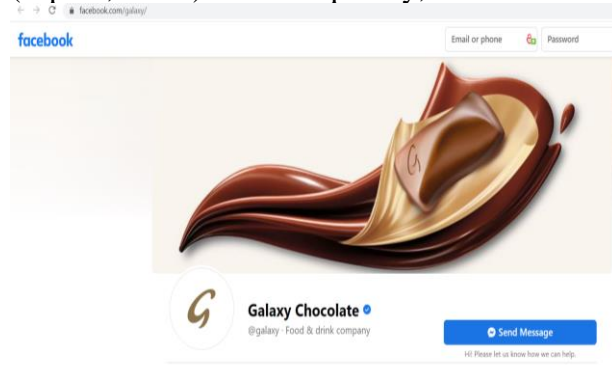 facebook.com/galaxy/
facebook
Email or phone
Password
G
G
Galaxy Chocolate
@galaxy · Food & drink company
Send Message
Hi! Please let us know how we can help.